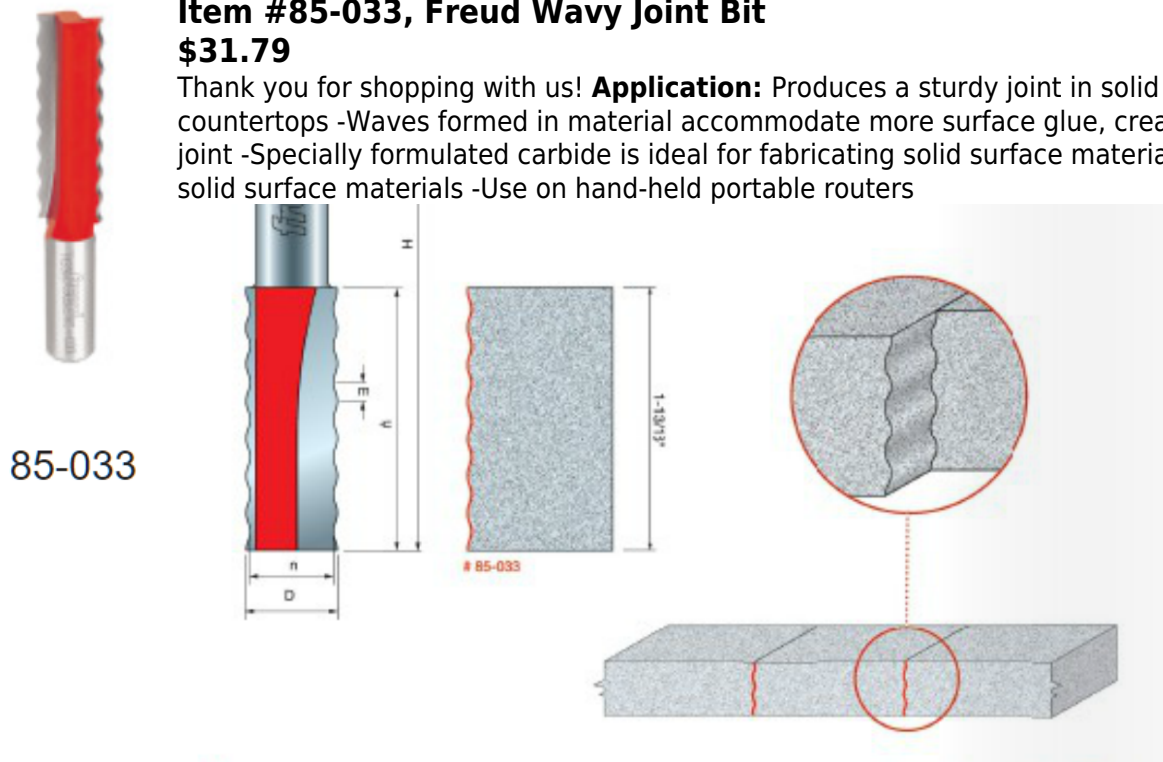 Item #85-033, Freud Wavy Joint Bit
$31.79
Thank you for shopping with us! Application: Produces a sturdy joint in solid
countertops -Waves formed in material accommodate more surface glue, crea
joint -Specially formulated carbide is ideal for fabricating solid surface materia
solid surface materials -Use on hand-held portable routers
H
m
v
1-13/13"
85-033
# 85-033
n
D